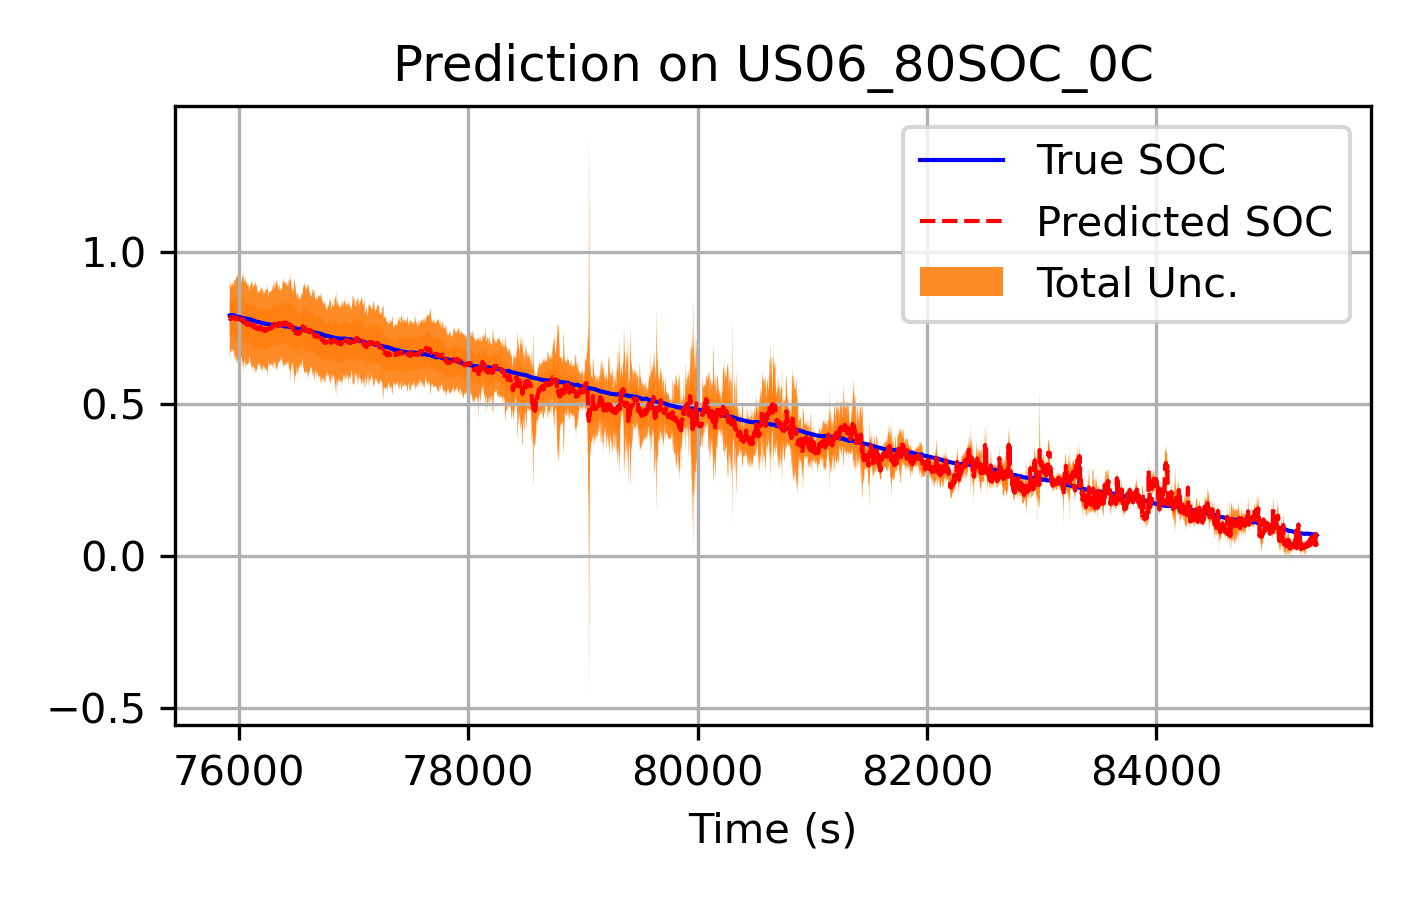 Prediction on US06_80SOC_0C
True SOC
Predicted SOC
Total Unc.
1.0
0.5
0.0
−0.5
76000 78000 80000 82000 84000
Time (s)